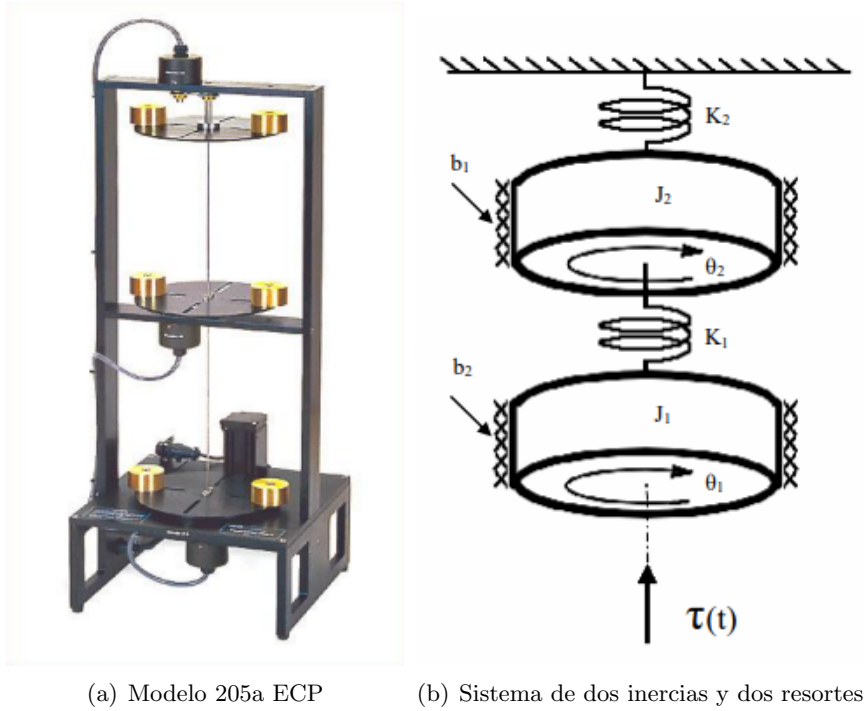 K₂
b₁
J₂
θ₂
K₁
b₂
J₁
θ₁
τ(t)
(a) Modelo 205a ECP
(b) Sistema de dos inercias y dos resortes